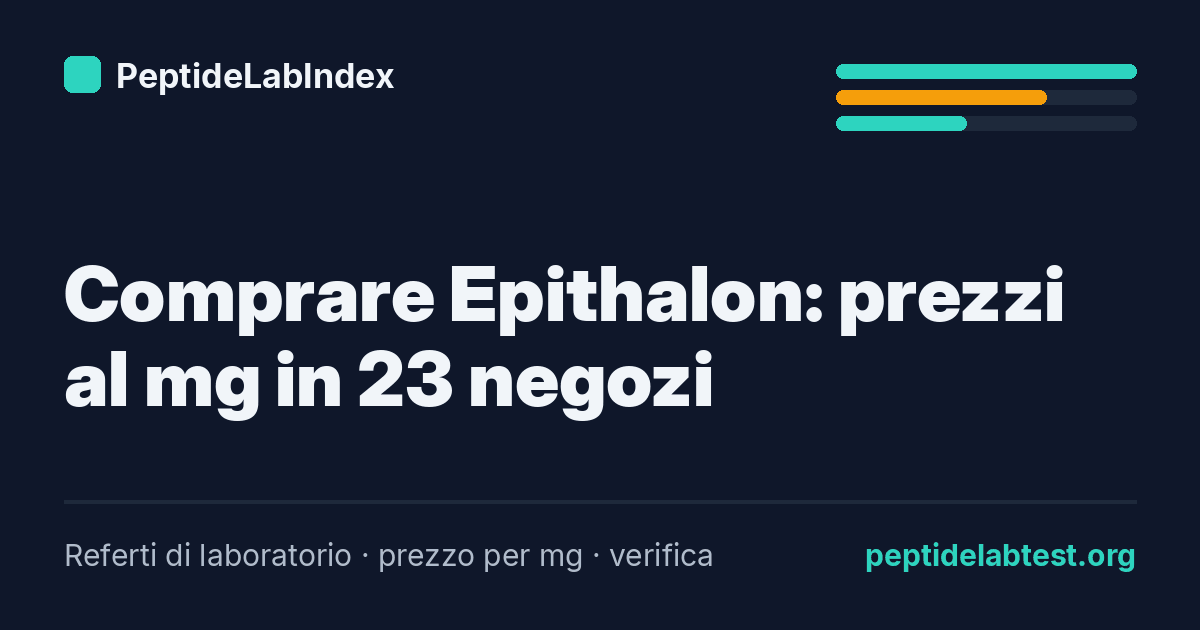 PeptideLabIndex
Comprare Epithalon: prezzi
al mg in 23 negozi
Referti di laboratorio · prezzo per mg · verifica
peptidelabtest.org